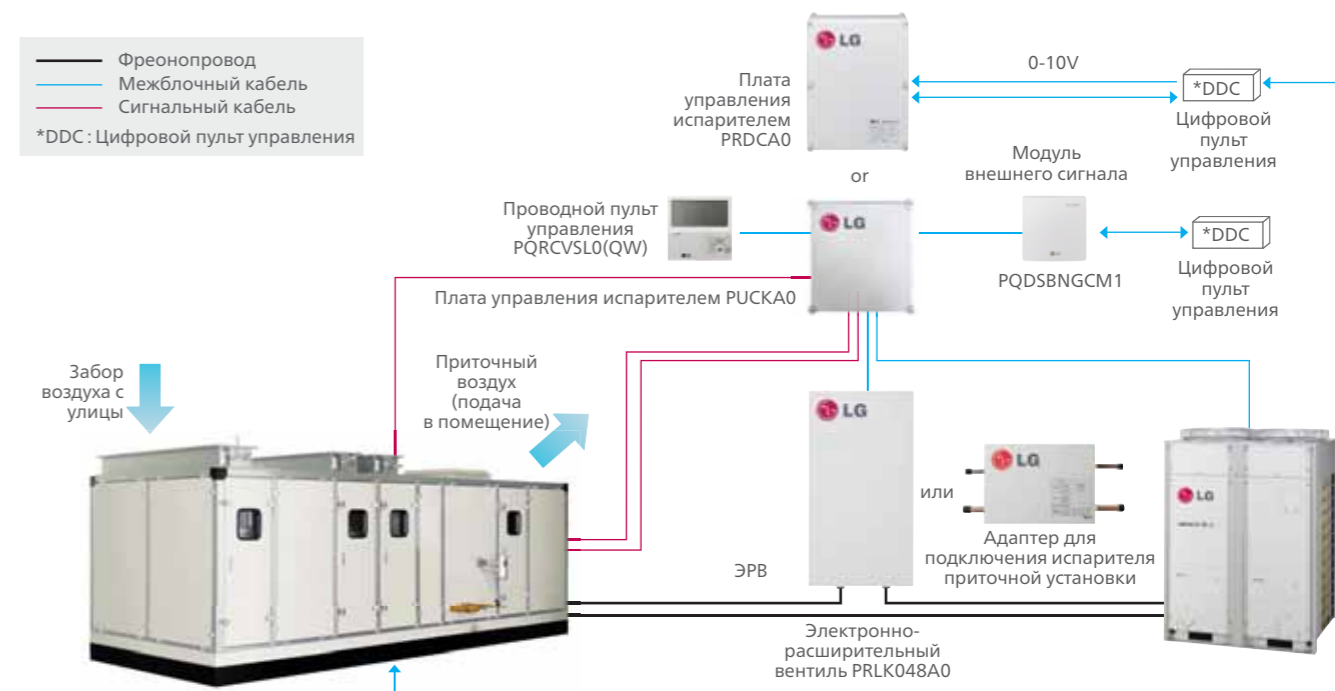 Фреонопровод
Межблочный кабель
Сигнальный кабель
*DDC : Цифровой пульт управления
LG
Плата
управления
испарителем
PRDCA0
0-10V
*DDC
Цифровой
пульт
управления
or
Модуль
внешнего сигнала
Проводной пульт
управления
PQRCVSL0(QW)
LG
*DDC
PQDSBNGCM1
Цифровой
пульт
управления
Плата управления испарителем PUCKA0
Забор
воздуха с
улицы
Приточный
воздух
(подача
в помещение)
LG
или
LG
Адаптер для
подключения испарителя
приточной установки
LG
ЭРВ
Электронно-
расширительный
вентиль PRLK048A0